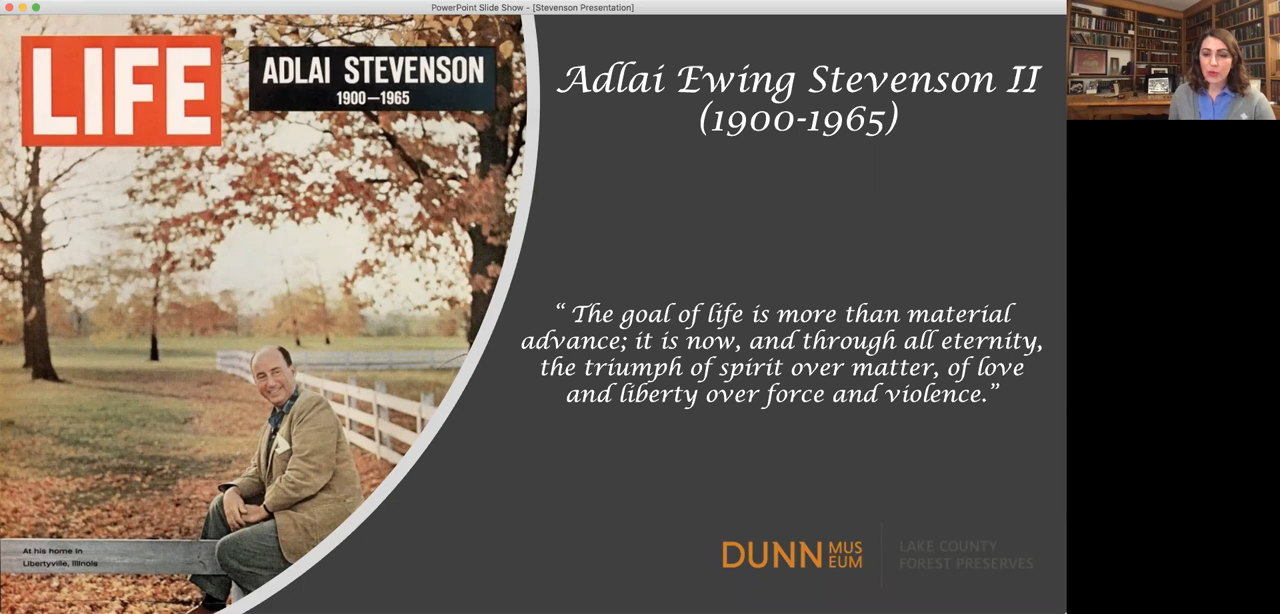 PowerPoint Slide Show - [Stevenson Presentation]
LIFE
ADLAI STEVENSON
1900—1965
At his home in
Libertyville, Illinois
Adlai Ewing Stevenson II
(1900-1965)
“ The goal of life is more than material
advance; it is now, and through all eternity,
the triumph of spirit over matter, of love
and liberty over force and violence.”
DUNN MUS
EUM
LAKE COUNTY
FOREST PRESERVES